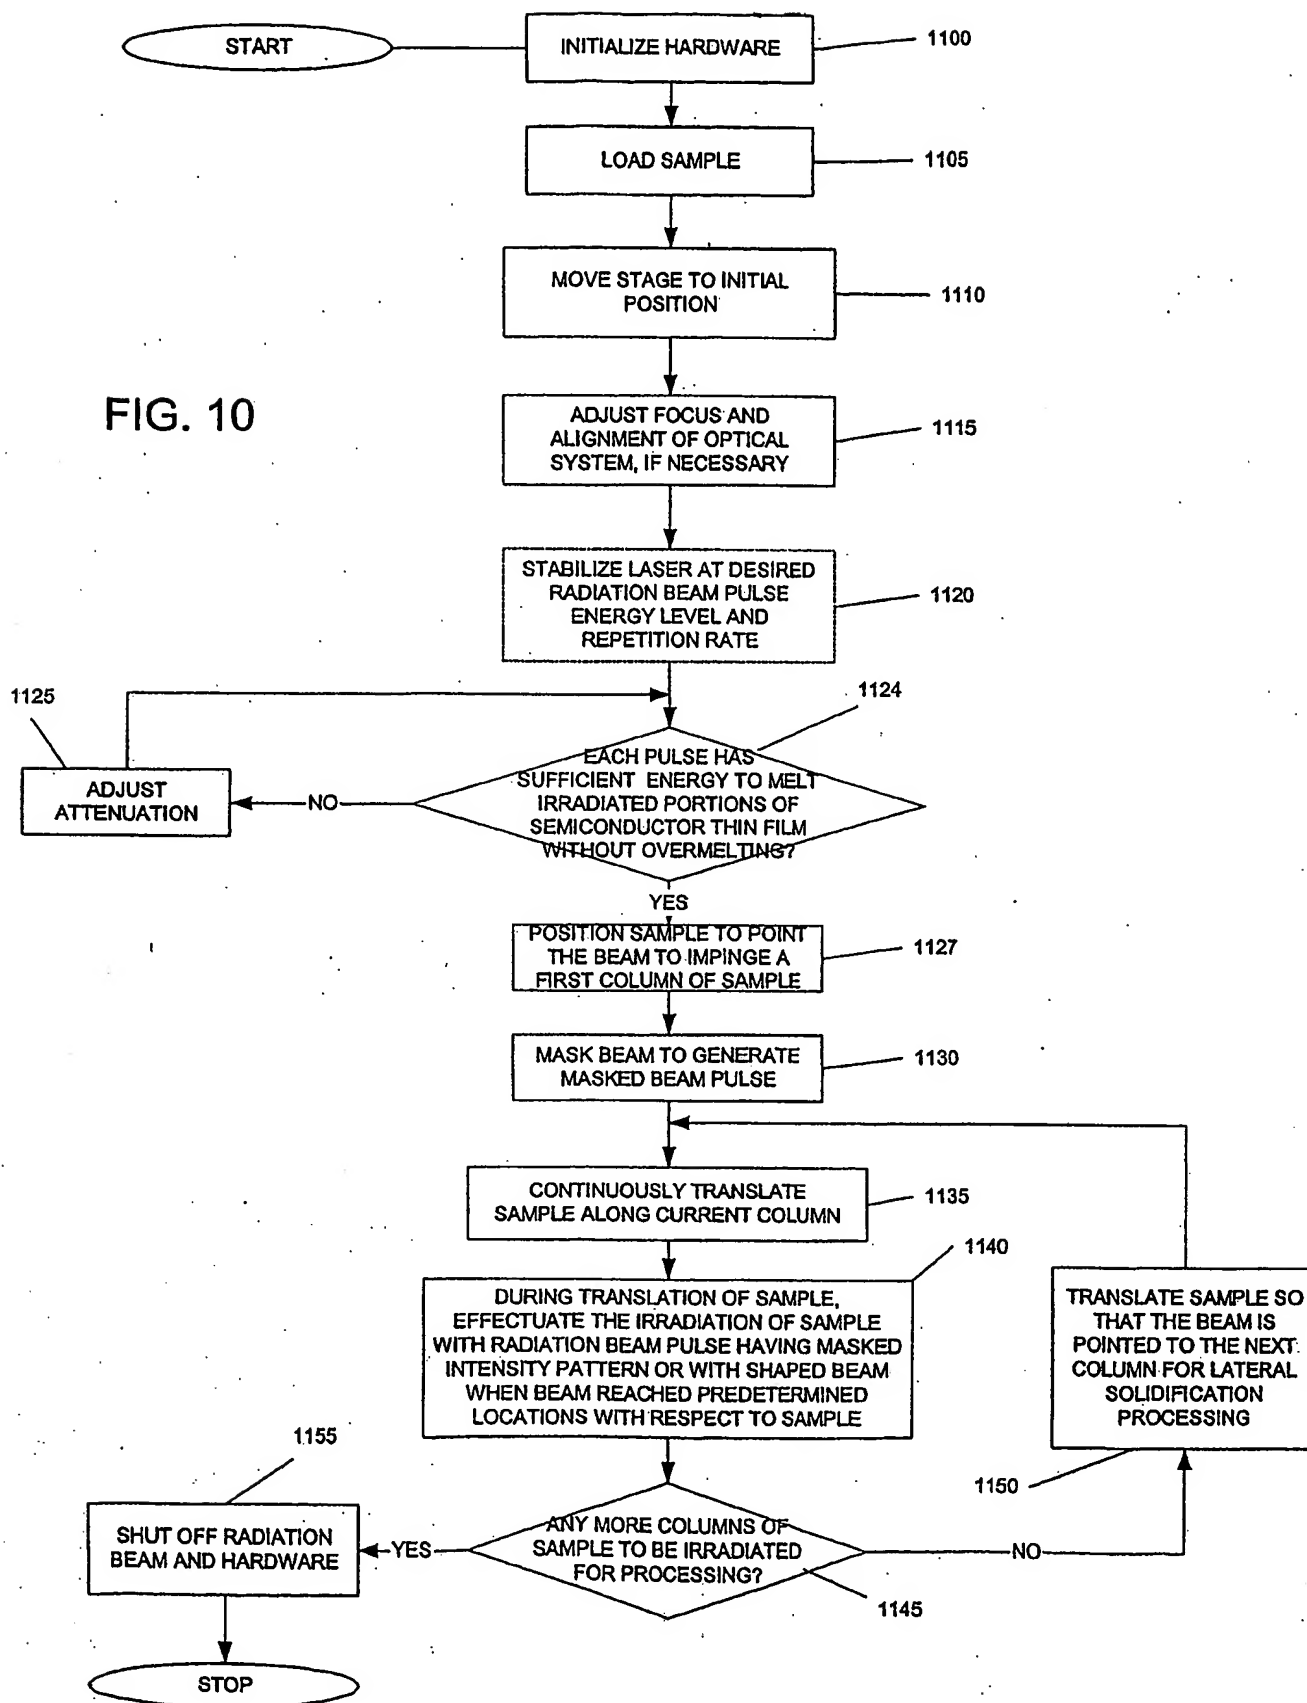 START
INITIALIZE HARDWARE
1100
LOAD SAMPLE
1105
MOVE STAGE TO INITIAL
POSITION
1110
FIG. 10
ADJUST FOCUS AND
ALIGNMENT OF OPTICAL
SYSTEM, IF NECESSARY
1115
STABILIZE LASER AT DESIRED
RADIATION BEAM PULSE
ENERGY LEVEL AND
REPETITION RATE
1120
1125
1124
ADJUST
ATTENUATION
NO
EACH PULSE HAS
SUFFICIENT ENERGY TO MELT
IRRADIATED PORTIONS OF
SEMICONDUCTOR THIN FILM
WITHOUT OVERMELTING?
YES
POSITION SAMPLE TO POINT
THE BEAM TO IMPINGE A
FIRST COLUMN OF SAMPLE
1127
MASK BEAM TO GENERATE
MASKED BEAM PULSE
1130
CONTINUOUSLY TRANSLATE
SAMPLE ALONG CURRENT COLUMN
1135
1140
DURING TRANSLATION OF SAMPLE,
EFFECTUATE THE IRRADIATION OF SAMPLE
WITH RADIATION BEAM PULSE HAVING MASKED
INTENSITY PATTERN OR WITH SHAPED BEAM
WHEN BEAM REACHED PREDETERMINED
LOCATIONS WITH RESPECT TO SAMPLE
TRANSLATE SAMPLE SO
THAT THE BEAM IS
POINTED TO THE NEXT
COLUMN FOR LATERAL
SOLIDIFICATION
PROCESSING
1150
1155
SHUT OFF RADIATION
BEAM AND HARDWARE
YES
ANY MORE COLUMNS OF
SAMPLE TO BE IRRADIATED
FOR PROCESSING?
NO
1145
STOP